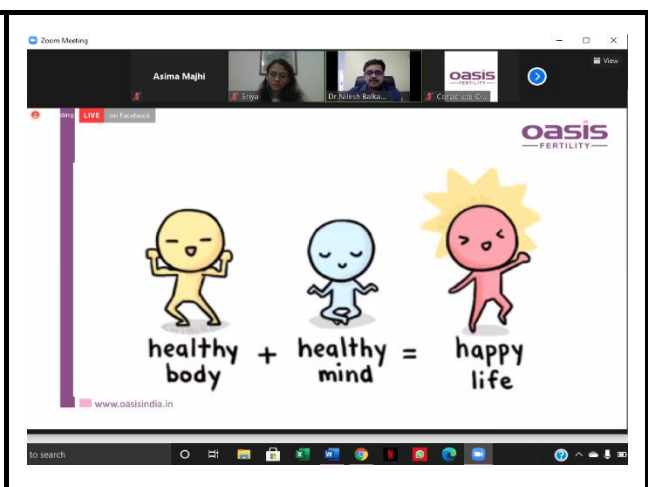 Zoom Meeting
View
Asima Majhi
Sriya
Dr.Nilesh Balka...
oasis
FERTILITY
Corporate O...
LIVE on Facebook
oasis
FERTILITY
healthy body + healthy mind = happy life
www.oasisindia.in
to search